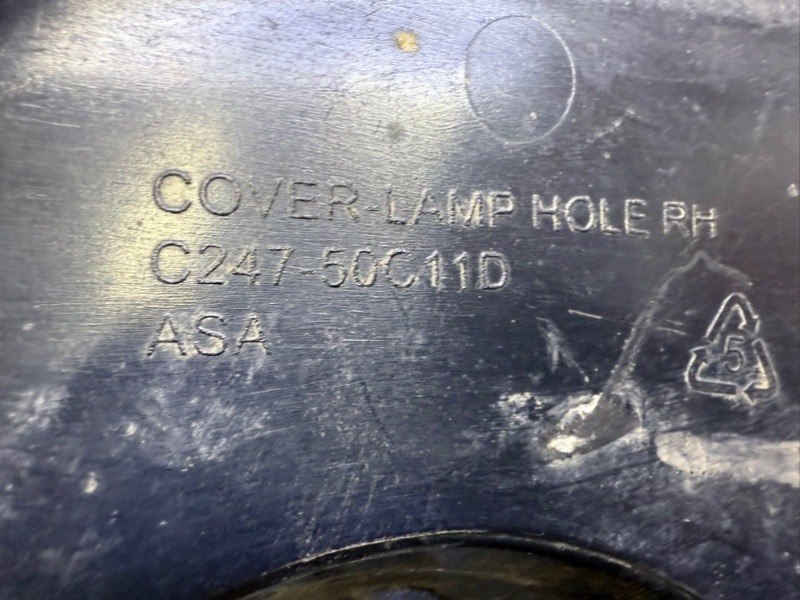 COVER-LAMP HOLE RH
C247-50C11D
ASA
5